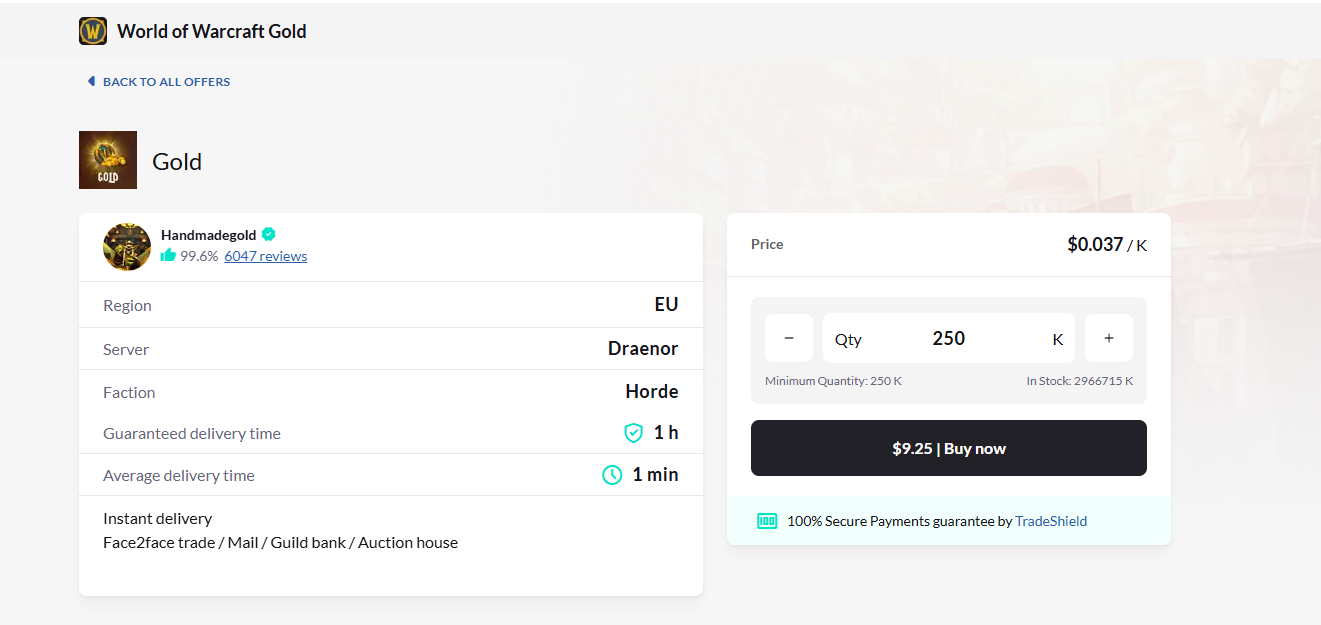 World of Warcraft Gold
BACK TO ALL OFFERS
GOLD
Gold
Handmadegold
99.6% 6047 reviews
Region EU
Server Draenor
Faction Horde
Guaranteed delivery time 1 h
Average delivery time 1 min
Instant delivery
Face2face trade / Mail / Guild bank / Auction house
Price $0.037 / K
− Qty 250 K +
Minimum Quantity: 250 K In Stock: 2966715 K
$9.25 | Buy now
100% Secure Payments guarantee by TradeShield